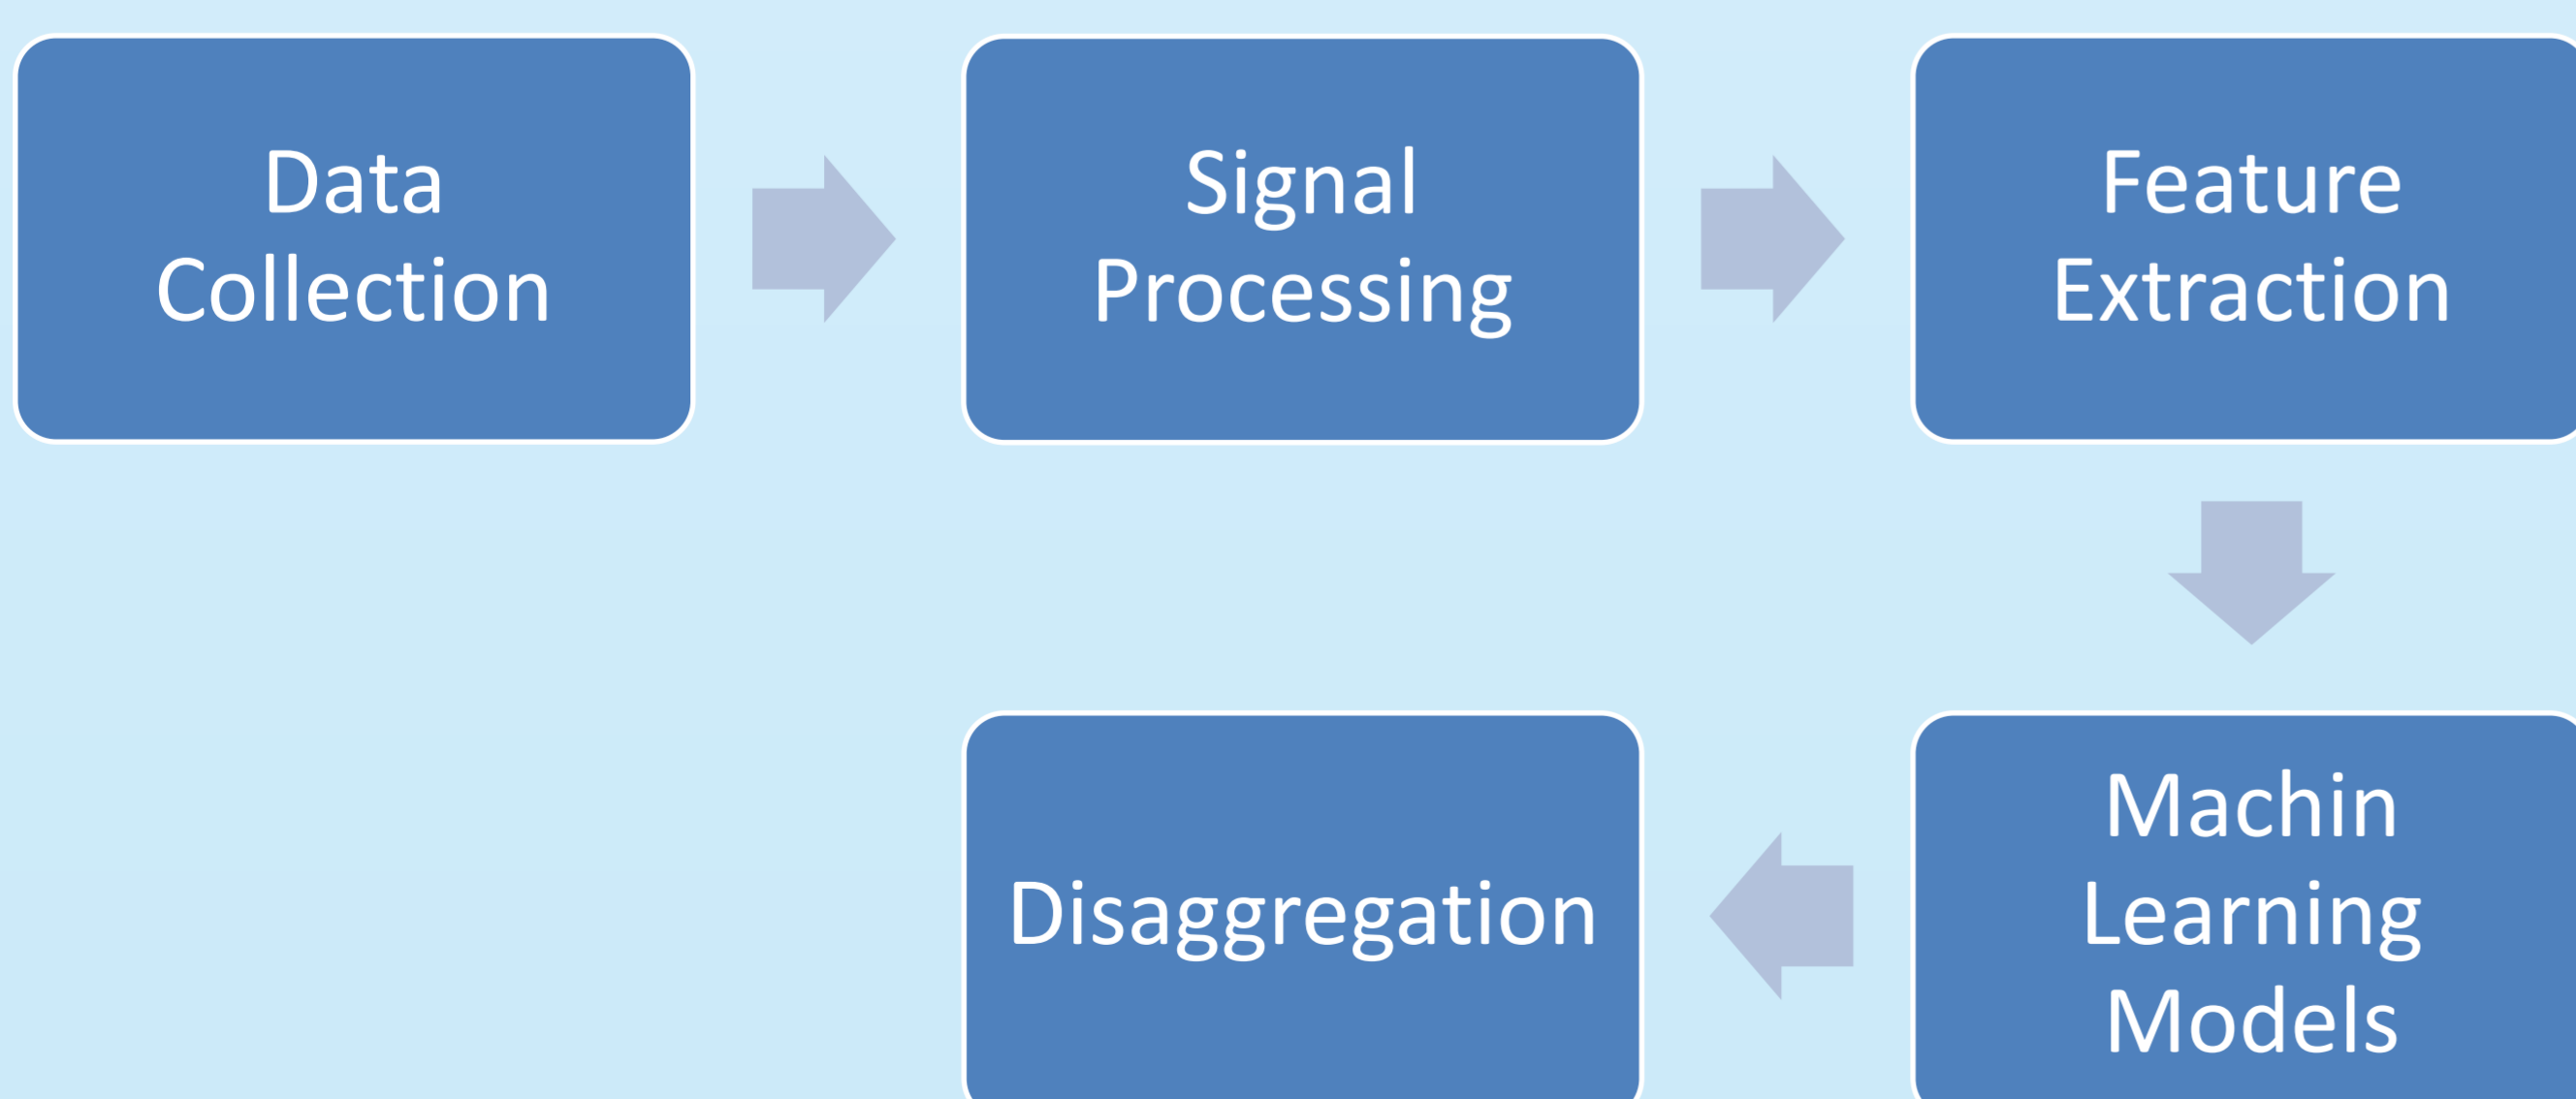 Data
Collection
Signal
Processing
Feature
Extraction
Machin
Learning
Models
Disaggregation